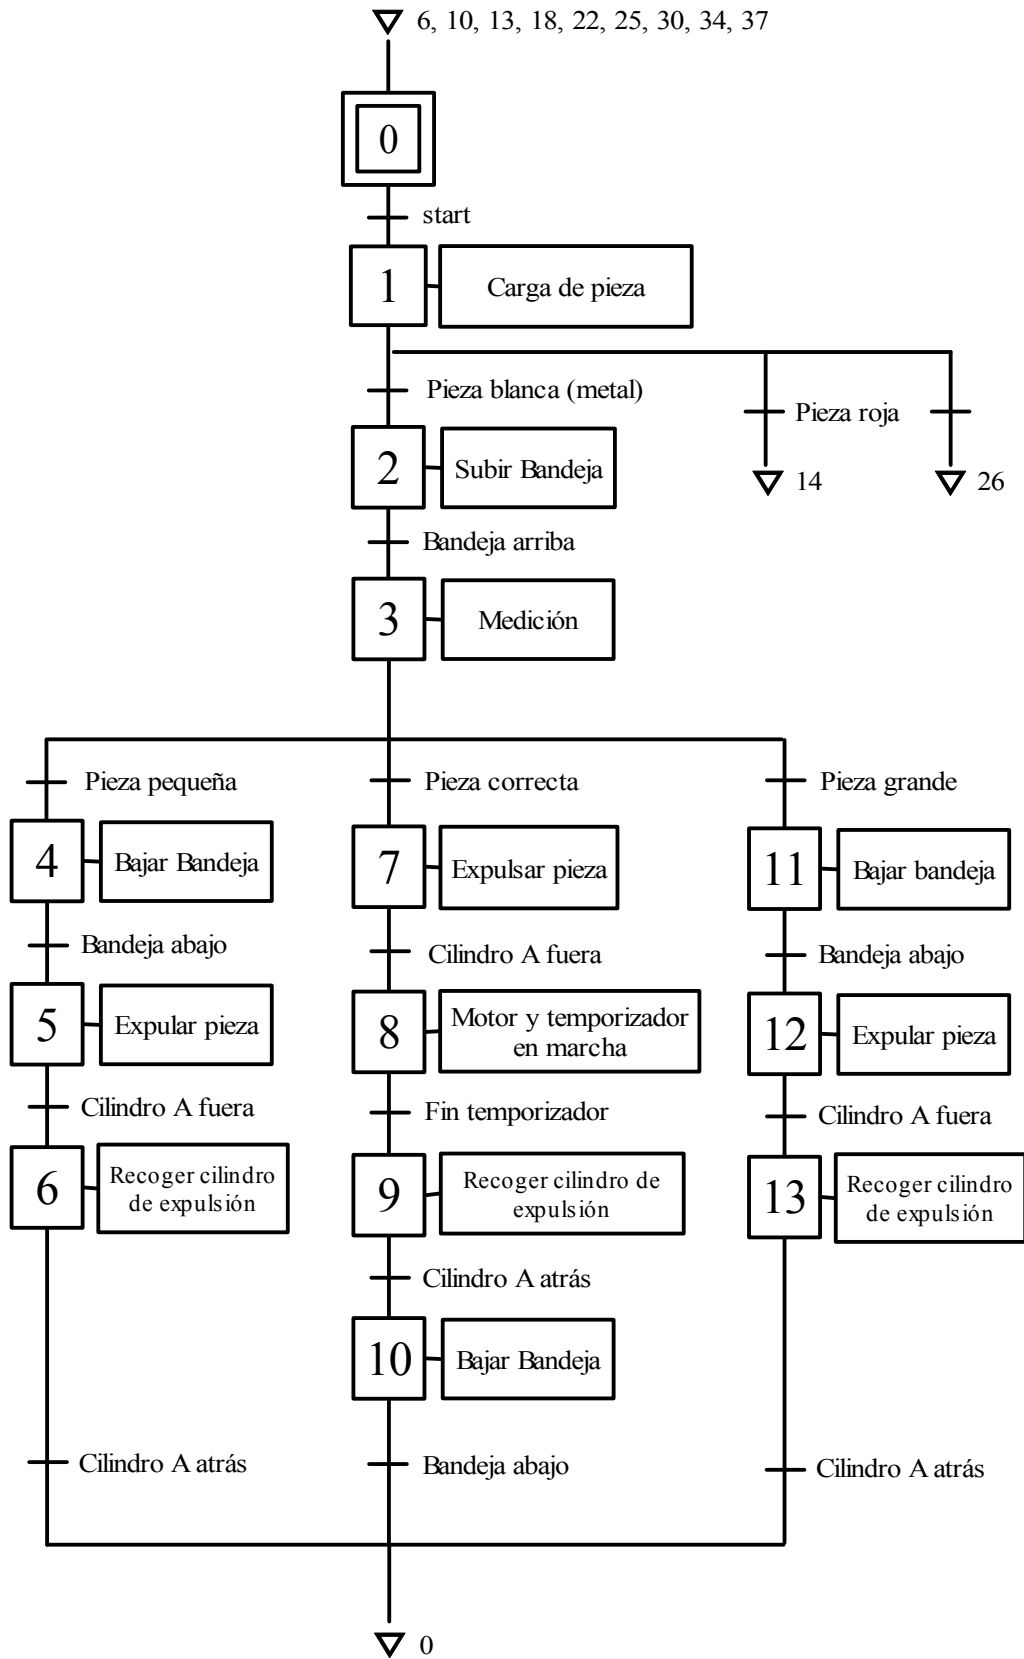 6, 10, 13, 18, 22, 25, 30, 34, 37
0
start
1
Carga de pieza
Pieza blanca (metal)
Pieza roja
2
Subir Bandeja
14
26
Bandeja arriba
3
Medición
Pieza pequeña
Pieza correcta
Pieza grande
4
Bajar Bandeja
7
Expulsar pieza
11
Bajar bandeja
Bandeja abajo
Cilindro A fuera
Bandeja abajo
5
Expular pieza
8
Motor y temporizador
en marcha
12
Expular pieza
Cilindro A fuera
Fin temporizador
Cilindro A fuera
6
Recoger cilindro
de expulsión
9
Recoger cilindro de
expulsión
13
Recoger cilindro
de expulsión
Cilindro A atrás
10
Bajar Bandeja
Cilindro A atrás
Bandeja abajo
Cilindro A atrás
0